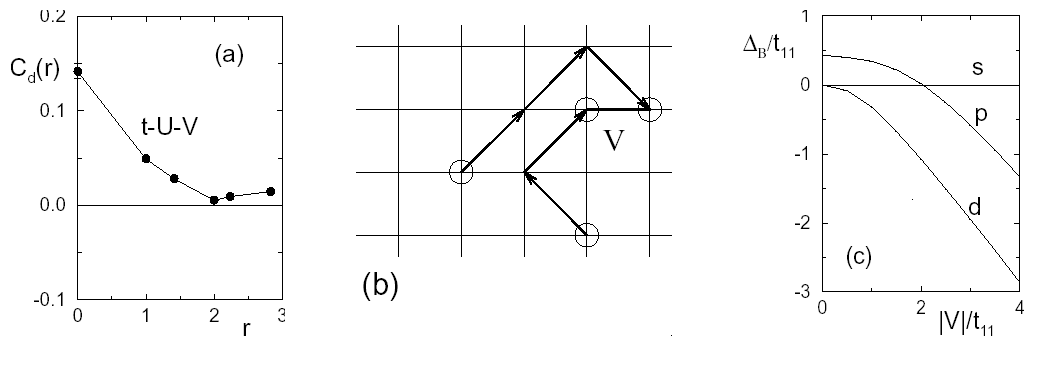 0.2
C_d(r)
(a)
0.1
t-U-V
0.0
-0.1
0
1
2
3
r
V
(b)
1
Δ_B/t_11
s
0
p
-1
d
-2
(c)
-3
0
2
4
|V|/t_11